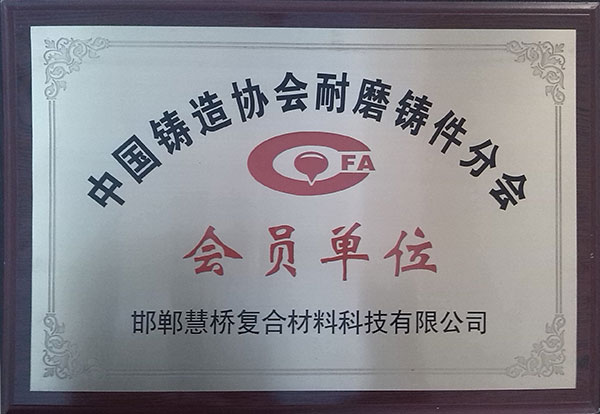 中国铸造协会耐磨铸件分会
CFA
会员单位
邯郸慧桥复合材料科技有限公司